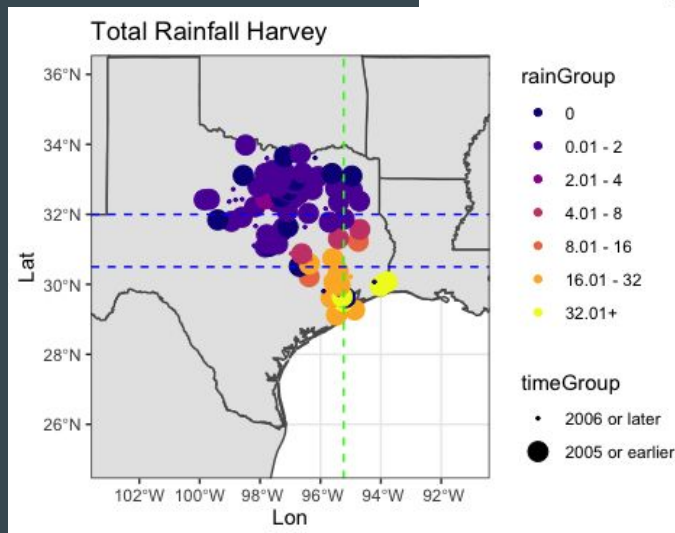 Total Rainfall Harvey
36°N
34°N
32°N
30°N
28°N
26°N
Lat
102°W 100°W 98°W 96°W 94°W 92°W
Lon
rainGroup
0
0.01 - 2
2.01 - 4
4.01 - 8
8.01 - 16
16.01 - 32
32.01+
timeGroup
2006 or later
2005 or earlier